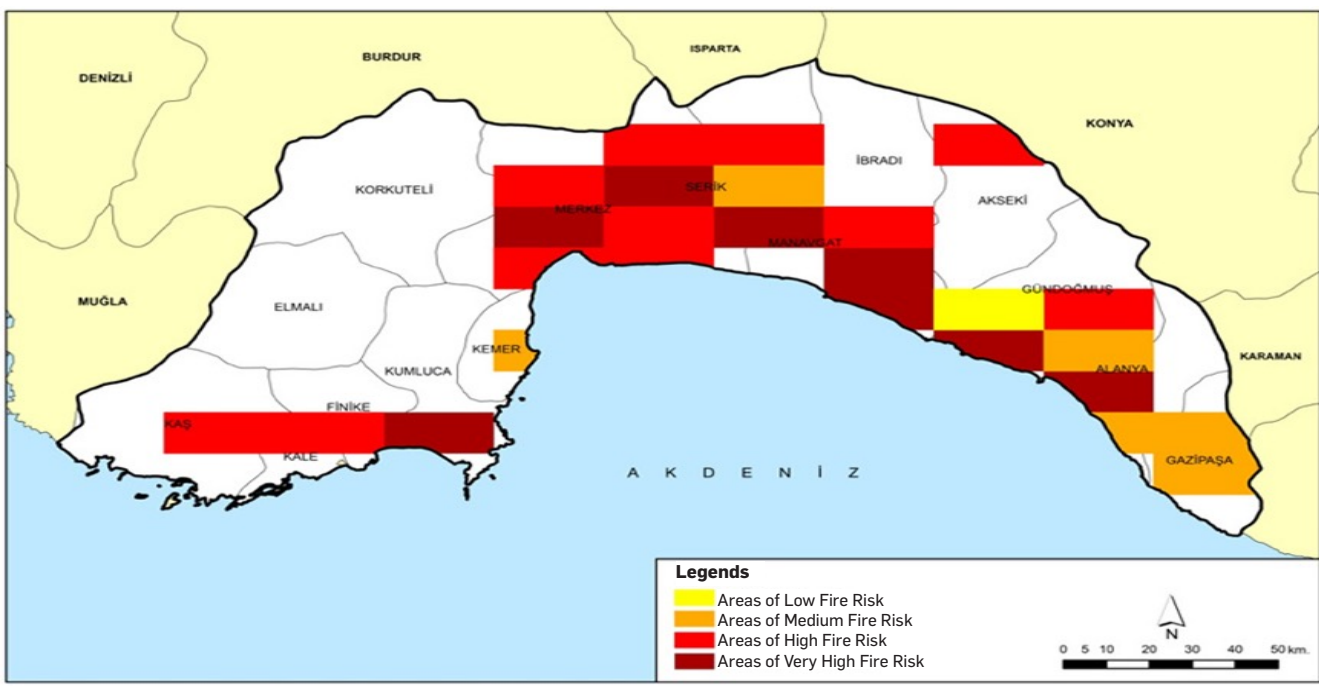 ISPARTA
BURDUR
DENİZLİ
KONYA
İBRADI
KORKUTELİ
SERİK
AKSEKİ
MERKEZ
MANAVGAT
GÜNDOĞMUŞ
MUĞLA
ELMALI
KEMER
KARAMAN
KUMLUCA
ALANYA
FİNİKE
KAŞ
KALE
GAZİPAŞA
A K D E N İ Z
Legends
Areas of Low Fire Risk
Areas of Medium Fire Risk
Areas of High Fire Risk
Areas of Very High Fire Risk
N
0 5 10 20 30 40 50 km.